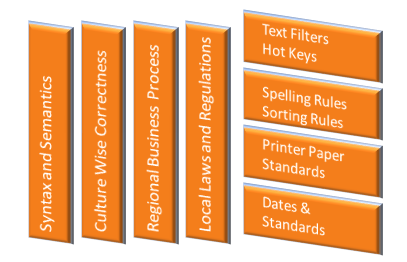 Syntax and Semantics
Culture Wise Correctness
Regional Business Process
Local Laws and Regulations
Text Filters
Hot Keys
Spelling Rules
Sorting Rules
Printer Paper
Standards
Dates &
Standards